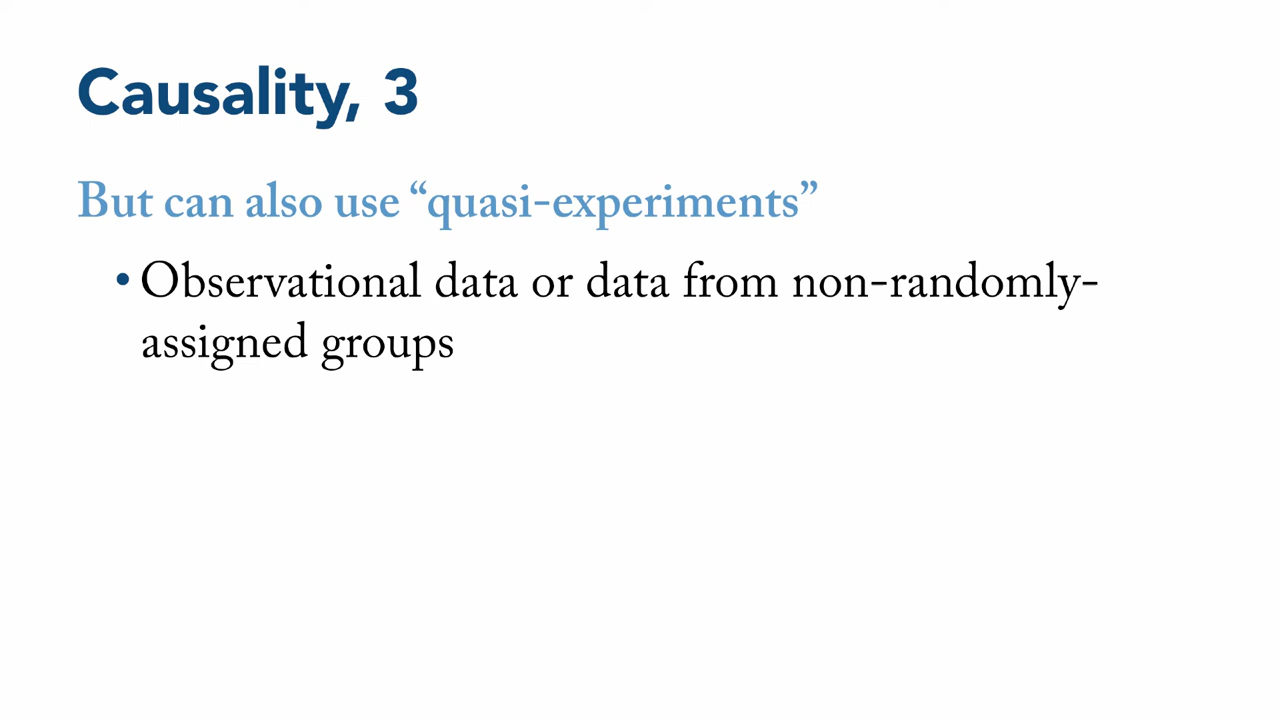 Causality, 3
But can also use “quasi-experiments”
• Observational data or data from non-randomly-
assigned groups